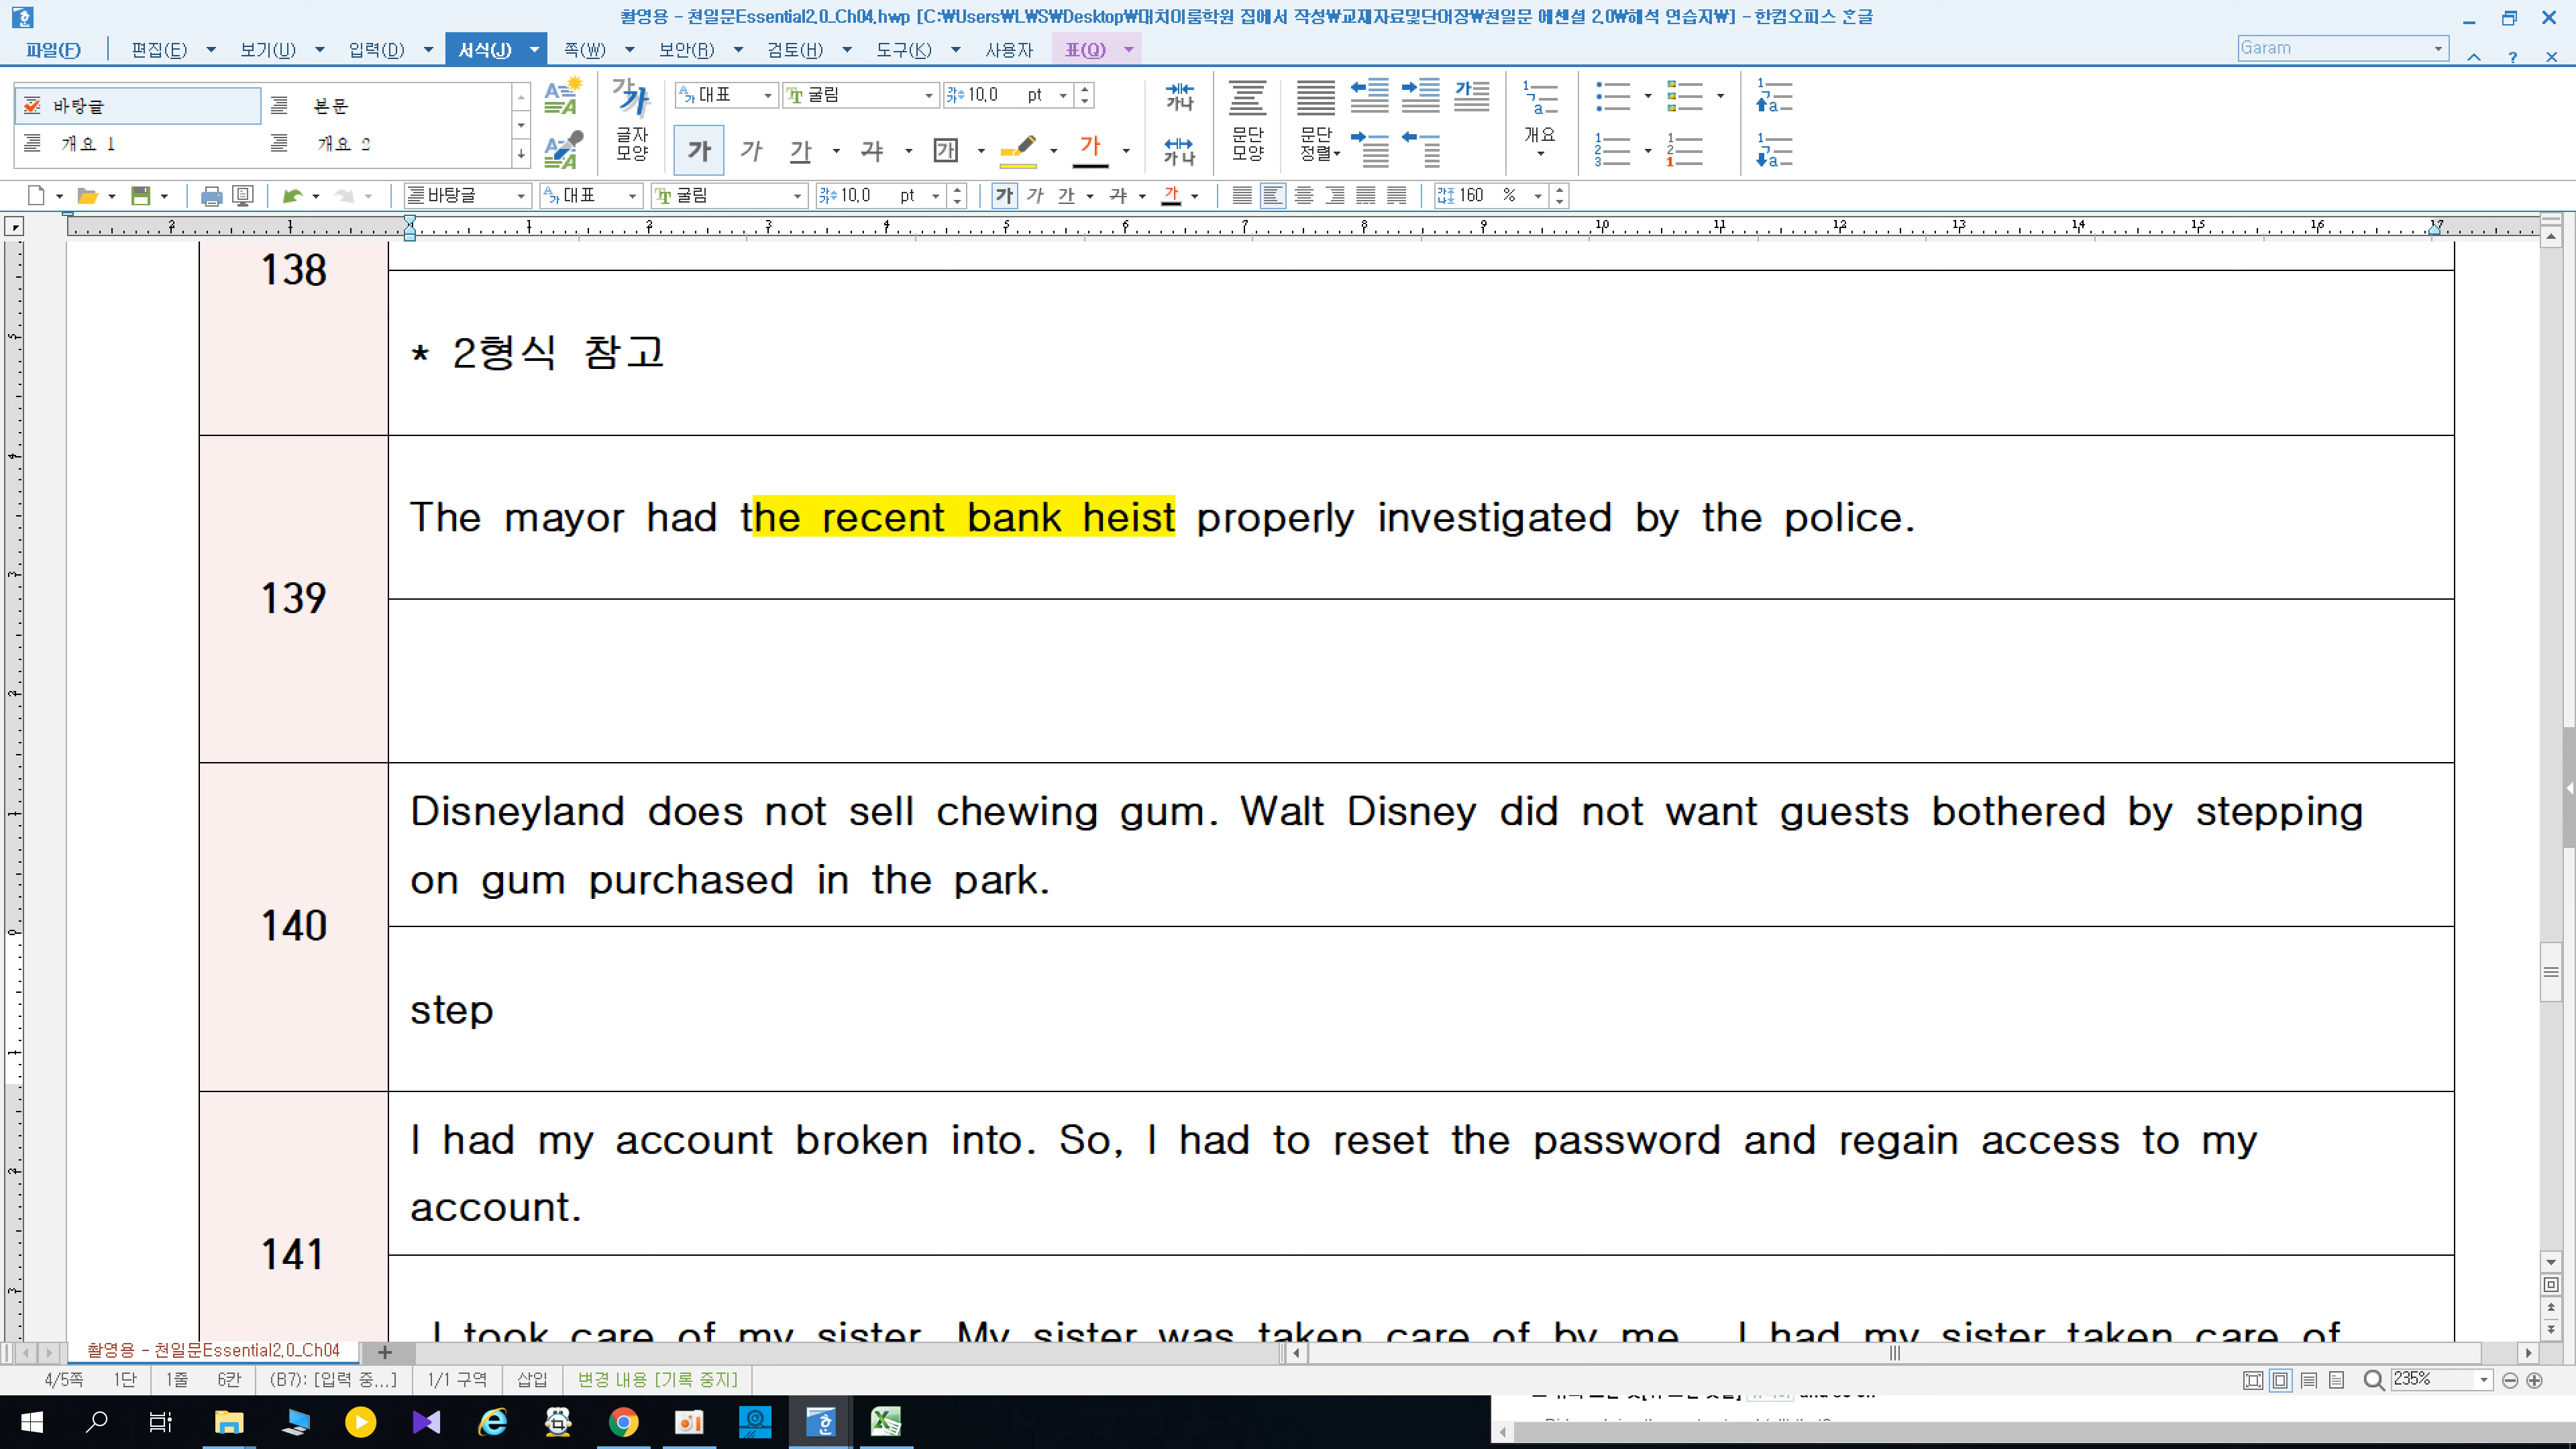 촬영용 - 천일문Essential2.0_Ch04.hwp [C:₩Users₩LWS₩Desktop₩대치이룸학원 집에서 작성₩교재자료및단어장₩천일문 에센셜 2.0₩해석 연습지₩] - 한컴오피스 한글
파일(F) 편집(E) 보기(U) 입력(D) 서식(J) 쪽(W) 보안(R) 검토(H) 도구(K) 사용자 표(Q) Garam
바탕글 본문
개요 1 개요 2
글자 모양
대표 굴림 10.0 pt
문단 모양
문단 정렬
개요
바탕글 대표 굴림 10.0 pt 160 %
138
* 2형식 참고
139
The mayor had the recent bank heist properly investigated by the police.
140
Disneyland does not sell chewing gum. Walt Disney did not want guests bothered by stepping
on gum purchased in the park.
step
141
I had my account broken into. So, I had to reset the password and regain access to my
account.
I took care of my sister. My sister was taken care of by me. I had my sister taken care of
촬영용 - 천일문Essential2.0_Ch04
4/5쪽 1단 1줄 6칸 (B7): [입력 중...] 1/1 구역 삽입 변경 내용 [기록 중지] 235%